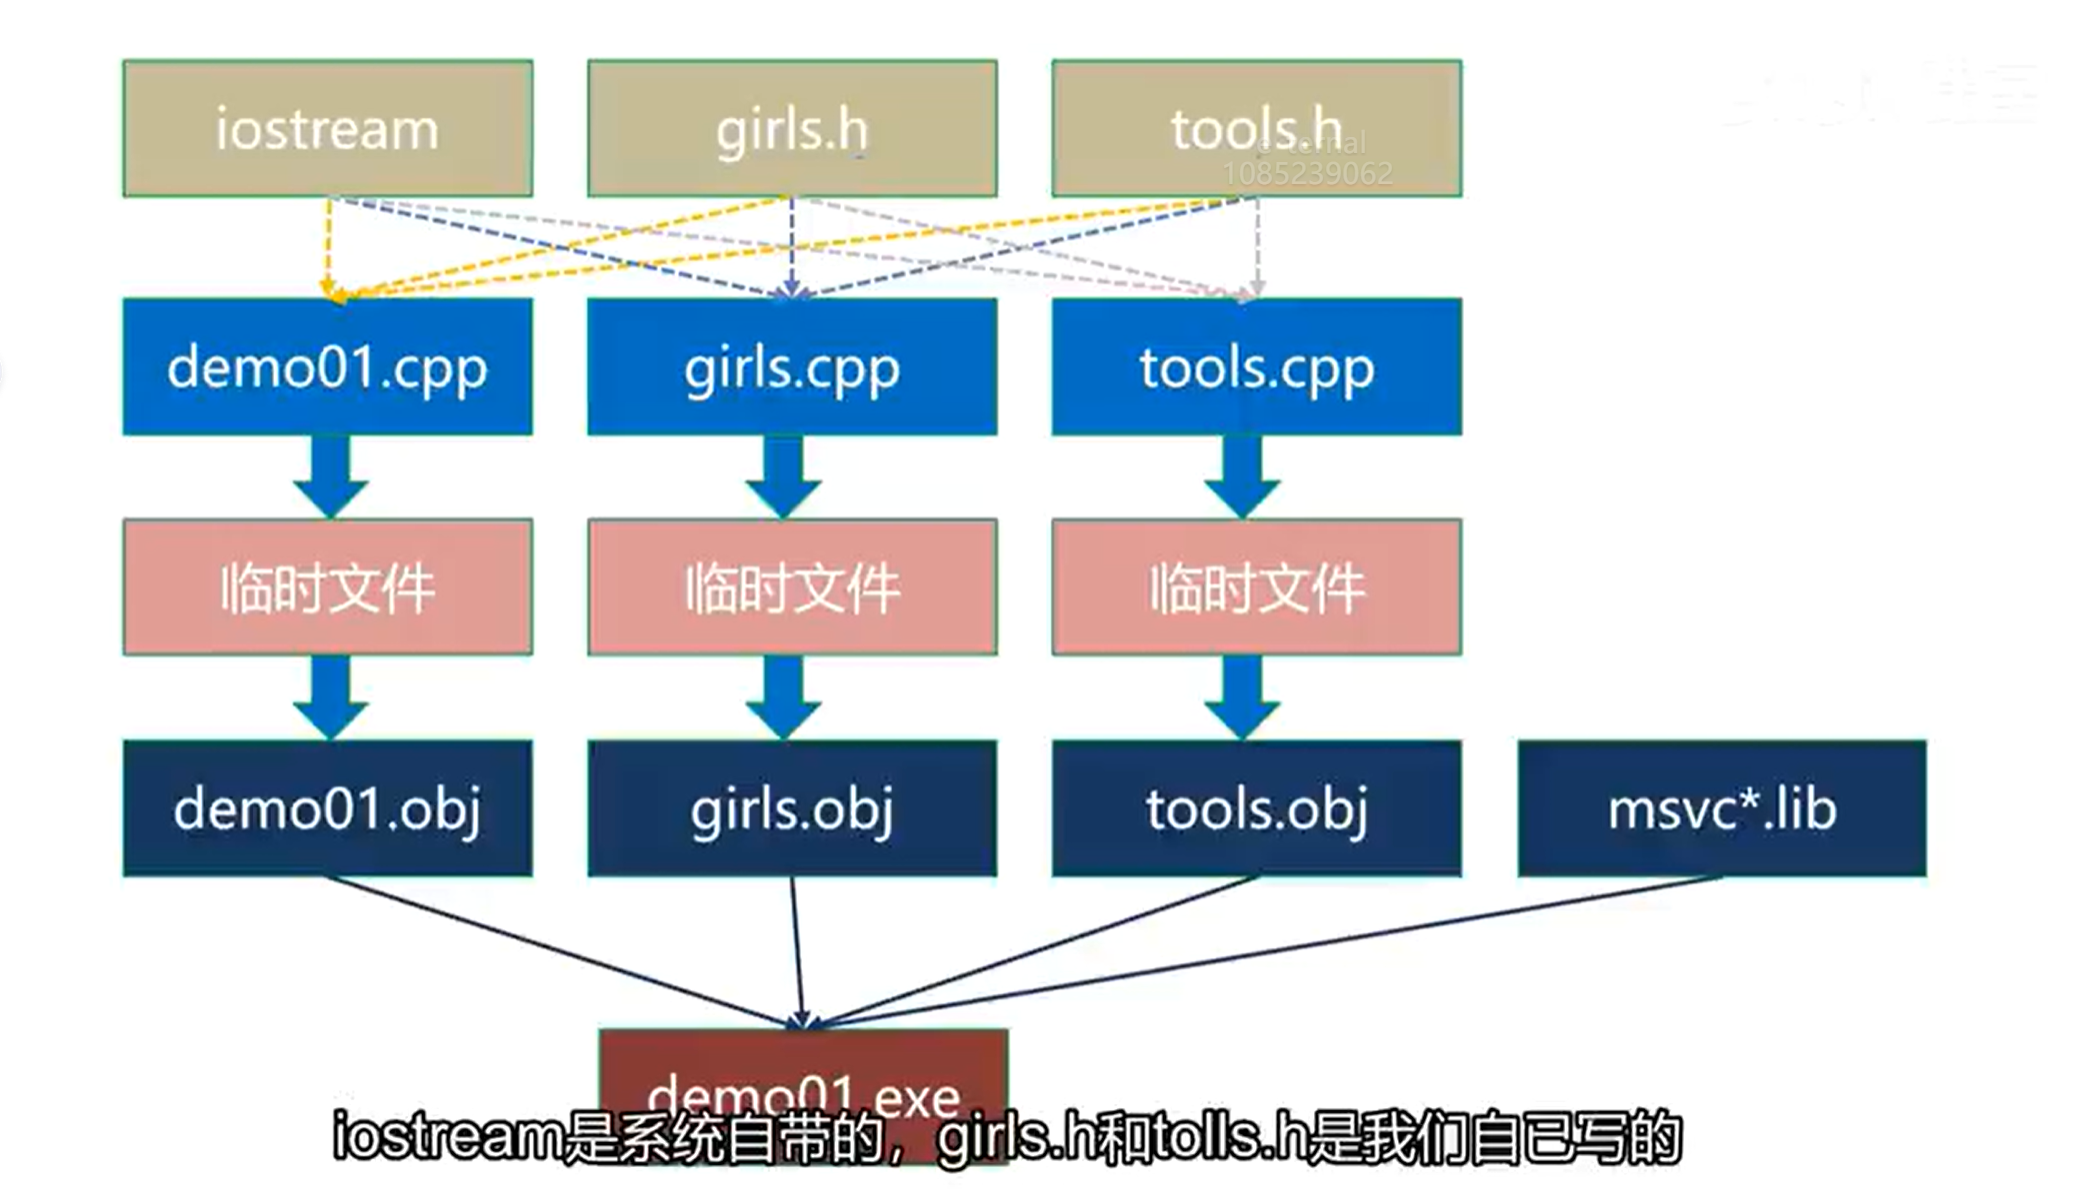 iostream
girls.h
tools.h
1085239062
demo01.cpp
girls.cpp
tools.cpp
临时文件
临时文件
临时文件
demo01.obj
girls.obj
tools.obj
msvc*.lib
demo01.exe
iostream是系统自带的，girls.h和tolls.h是我们自己写的